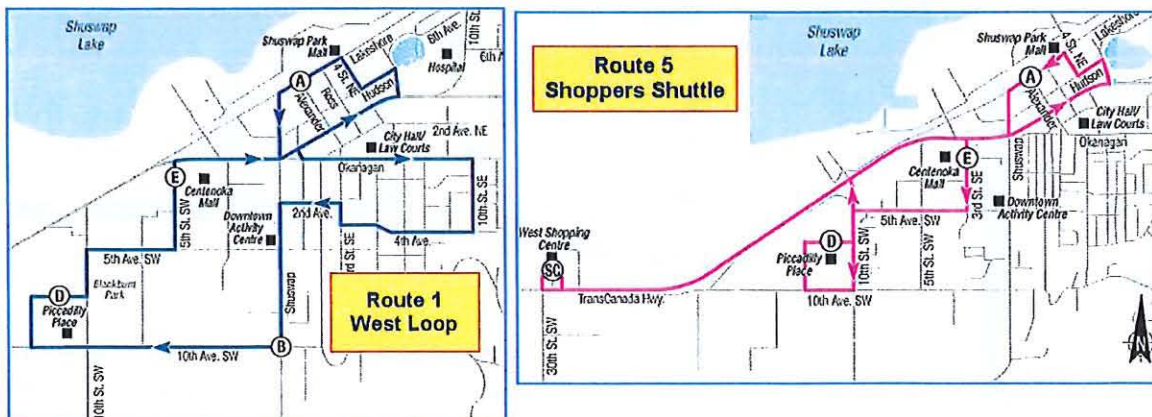 Shuswap
Lake
Shuswap Park
Mall
Lakeshore
6th Ave.
10th St.
6th A
Hospital
A
4 St. NE
Ross
Alexander
Hudson
City Hall/
Law Courts
2nd Ave. NE
Okanagan
E
Centenoka
Mall
5th St. SW
Downtown
Activity
Centre
2nd Ave.
10th St. SE
4th Ave.
5th Ave. SW
Blackburn
Park
Shuswap
D
Piccadilly
Place
10th Ave. SW
B
10th St. SW
Route 1
West Loop
Route 5
Shoppers Shuttle
Shuswap
Lake
Shuswap Park
Mall
4 St. NE
Lakeshore
A
Hudson
Alexander
City Hall/
Law Courts
Okanagan
E
Centenoka
Mall
3rd St. SE
Shuswap
Downtown
Activity Centre
5th Ave. SW
5th St. SW
West Shopping
Centre
SC
D
Piccadilly
Place
10th St. SW
TransCanada Hwy.
10th Ave. SW
30th St. SW
N